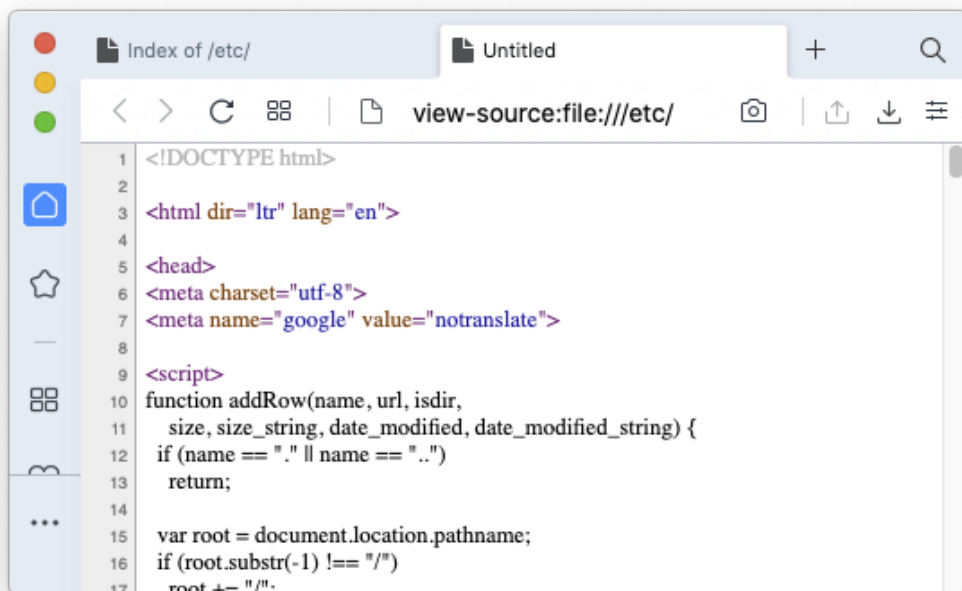 Index of /etc/
Untitled
view-source:file:///etc/
1 <!DOCTYPE html>
2
3 <html dir="ltr" lang="en">
4
5 <head>
6 <meta charset="utf-8">
7 <meta name="google" value="notranslate">
8
9 <script>
10 function addRow(name, url, isdir,
11 size, size_string, date_modified, date_modified_string) {
12 if (name == "." || name == "..")
13 return;
14
15 var root = document.location.pathname;
16 if (root.substr(-1) !== "/")
17 root += "/";